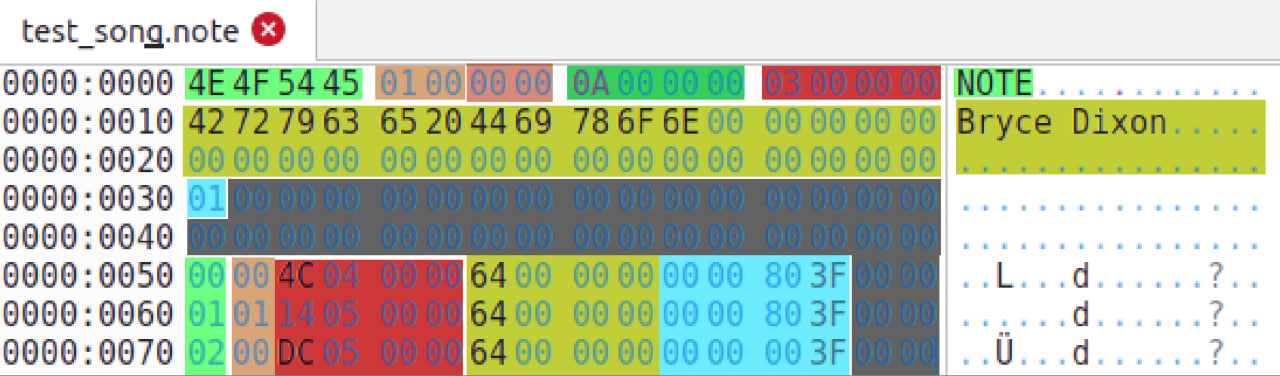 test_song.note
0000:0000 4E 4F 54 45 01 00 00 00 0A 00 00 00 03 00 00 00 NOTE............
0000:0010 42 72 79 63 65 20 44 69 78 6F 6E 00 00 00 00 00 Bryce Dixon.....
0000:0020 00 00 00 00 00 00 00 00 00 00 00 00 00 00 00 00 ................
0000:0030 01 00 00 00 00 00 00 00 00 00 00 00 00 00 00 00 ................
0000:0040 00 00 00 00 00 00 00 00 00 00 00 00 00 00 00 00 ................
0000:0050 00 00 4C 04 00 00 64 00 00 00 00 00 80 3F 00 00 ..L...d......?..
0000:0060 01 01 14 05 00 00 64 00 00 00 00 00 80 3F 00 00 ......d......?..
0000:0070 02 00 DC 05 00 00 64 00 00 00 00 00 00 3F 00 00 ..Ü...d......?..